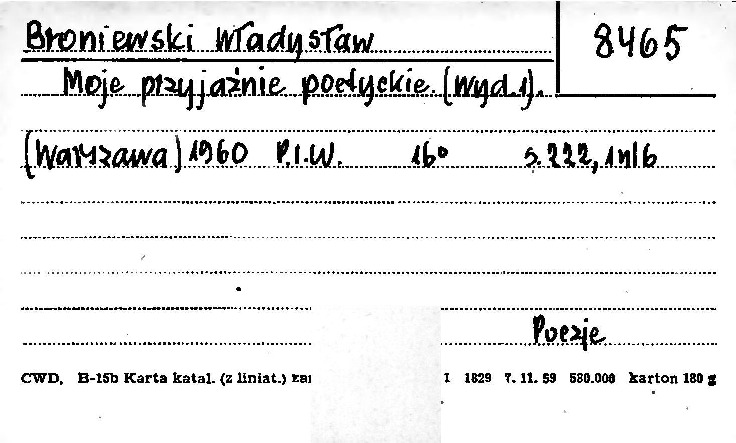 Broniewski Władysław
8465
Moje przyjaźnie poetyckie. (Wyd.1).
(Warszawa) 1960 P.I.W. 16° s. 222, 1nlb
Poezje
CWD, B-15b Karta katal. (z liniat.) 1829 7. 11. 59 580.000 karton 180 g